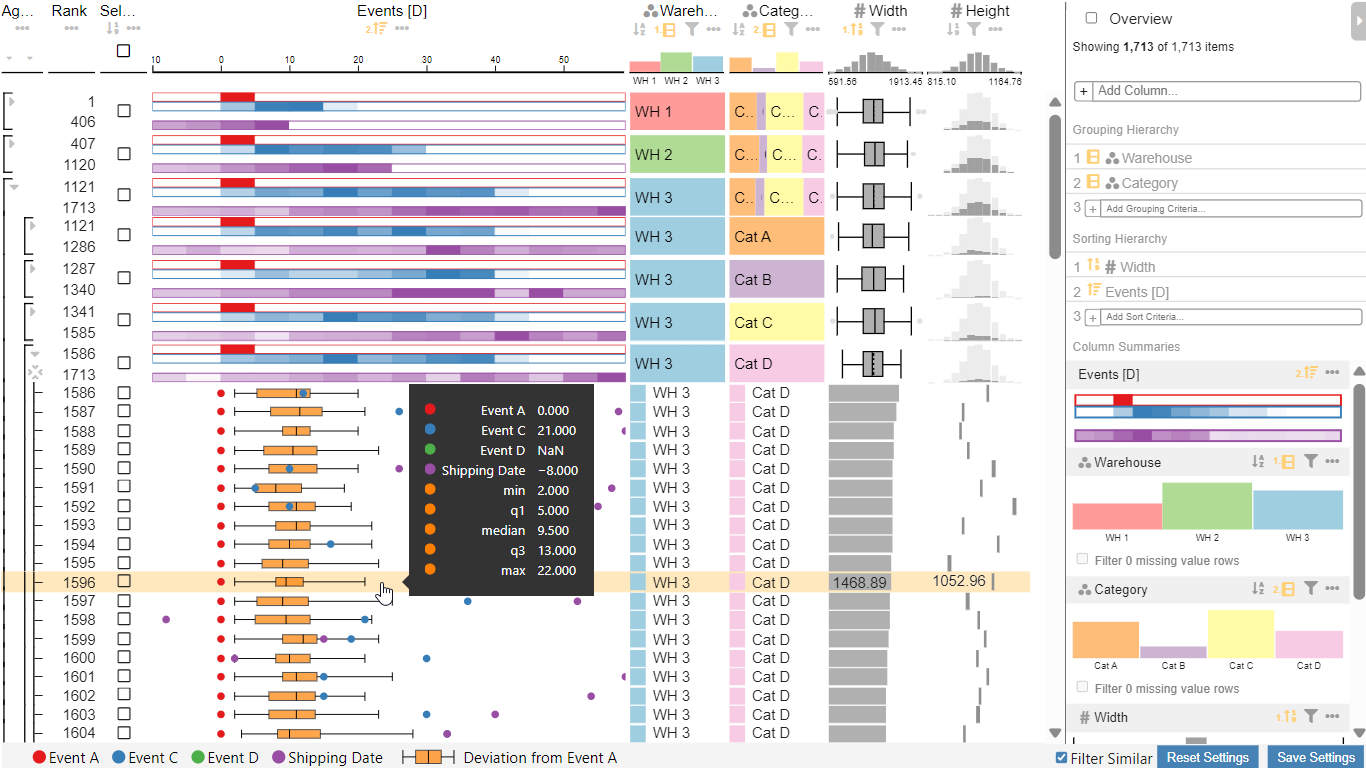 Ag... Rank Sel... Events [D] Wareh... Categ... # Width # Height
2. 1. 2. 1.
10 0 10 20 30 40 50
WH 1 WH 2 WH 3
591.56 1913.45 815.10 1164.76
1
406
WH 1 C... C... C.
407
1120
WH 2 C... C... C.
1121
1713
WH 3 C... C... C.
1121
1286
WH 3 Cat A
1287
1340
WH 3 Cat B
1341
1585
WH 3 Cat C
1586
1713
WH 3 Cat D
1586 WH 3 Cat D
1587 WH 3 Cat D
1588 WH 3 Cat D
1589 WH 3 Cat D
1590 WH 3 Cat D
1591 WH 3 Cat D
1592 WH 3 Cat D
1593 WH 3 Cat D
1594 WH 3 Cat D
1595 WH 3 Cat D
1596 WH 3 Cat D 1468.89 1052.96
1597 WH 3 Cat D
1598 WH 3 Cat D
1599 WH 3 Cat D
1600 WH 3 Cat D
1601 WH 3 Cat D
1602 WH 3 Cat D
1603 WH 3 Cat D
1604 WH 3 Cat D
Event A 0.000
Event C 21.000
Event D NaN
Shipping Date −8.000
min 2.000
q1 5.000
median 9.500
q3 13.000
max 22.000
Event A Event C Event D Shipping Date Deviation from Event A
Overview
Showing 1,713 of 1,713 items
+ Add Column...
Grouping Hierarchy
1 Warehouse
2 Category
3 + Add Grouping Criteria...
Sorting Hierarchy
1 # Width
2 Events [D]
3 + Add Sort Criteria...
Column Summaries
Events [D] 2.
Warehouse 1.
WH 1 WH 2 WH 3
Filter 0 missing value rows
Category 2.
Cat A Cat B Cat C Cat D
Filter 0 missing value rows
# Width 1.
Filter Similar Reset Settings Save Settings